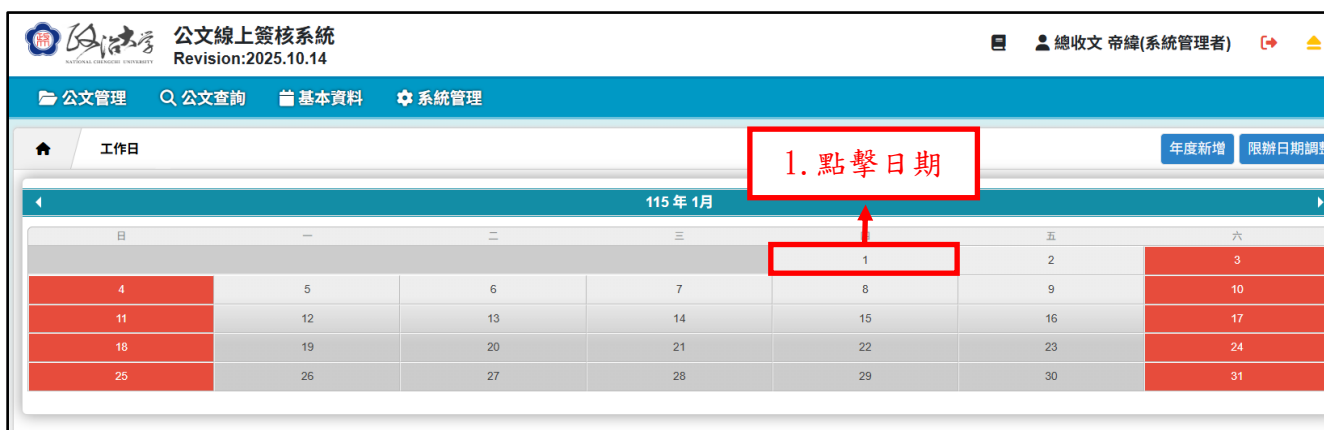 政治大學
NATIONAL CHENGCHI UNIVERSITY
公文線上簽核系統
Revision:2025.10.14
總收文 帝緯(系統管理者)
公文管理 公文查詢 基本資料 系統管理
工作日
年度新增 限辦日期調整
1.點擊日期
115 年 1月
日 一 二 三 五 六
1 2 3
4 5 6 7 8 9 10
11 12 13 14 15 16 17
18 19 20 21 22 23 24
25 26 27 28 29 30 31